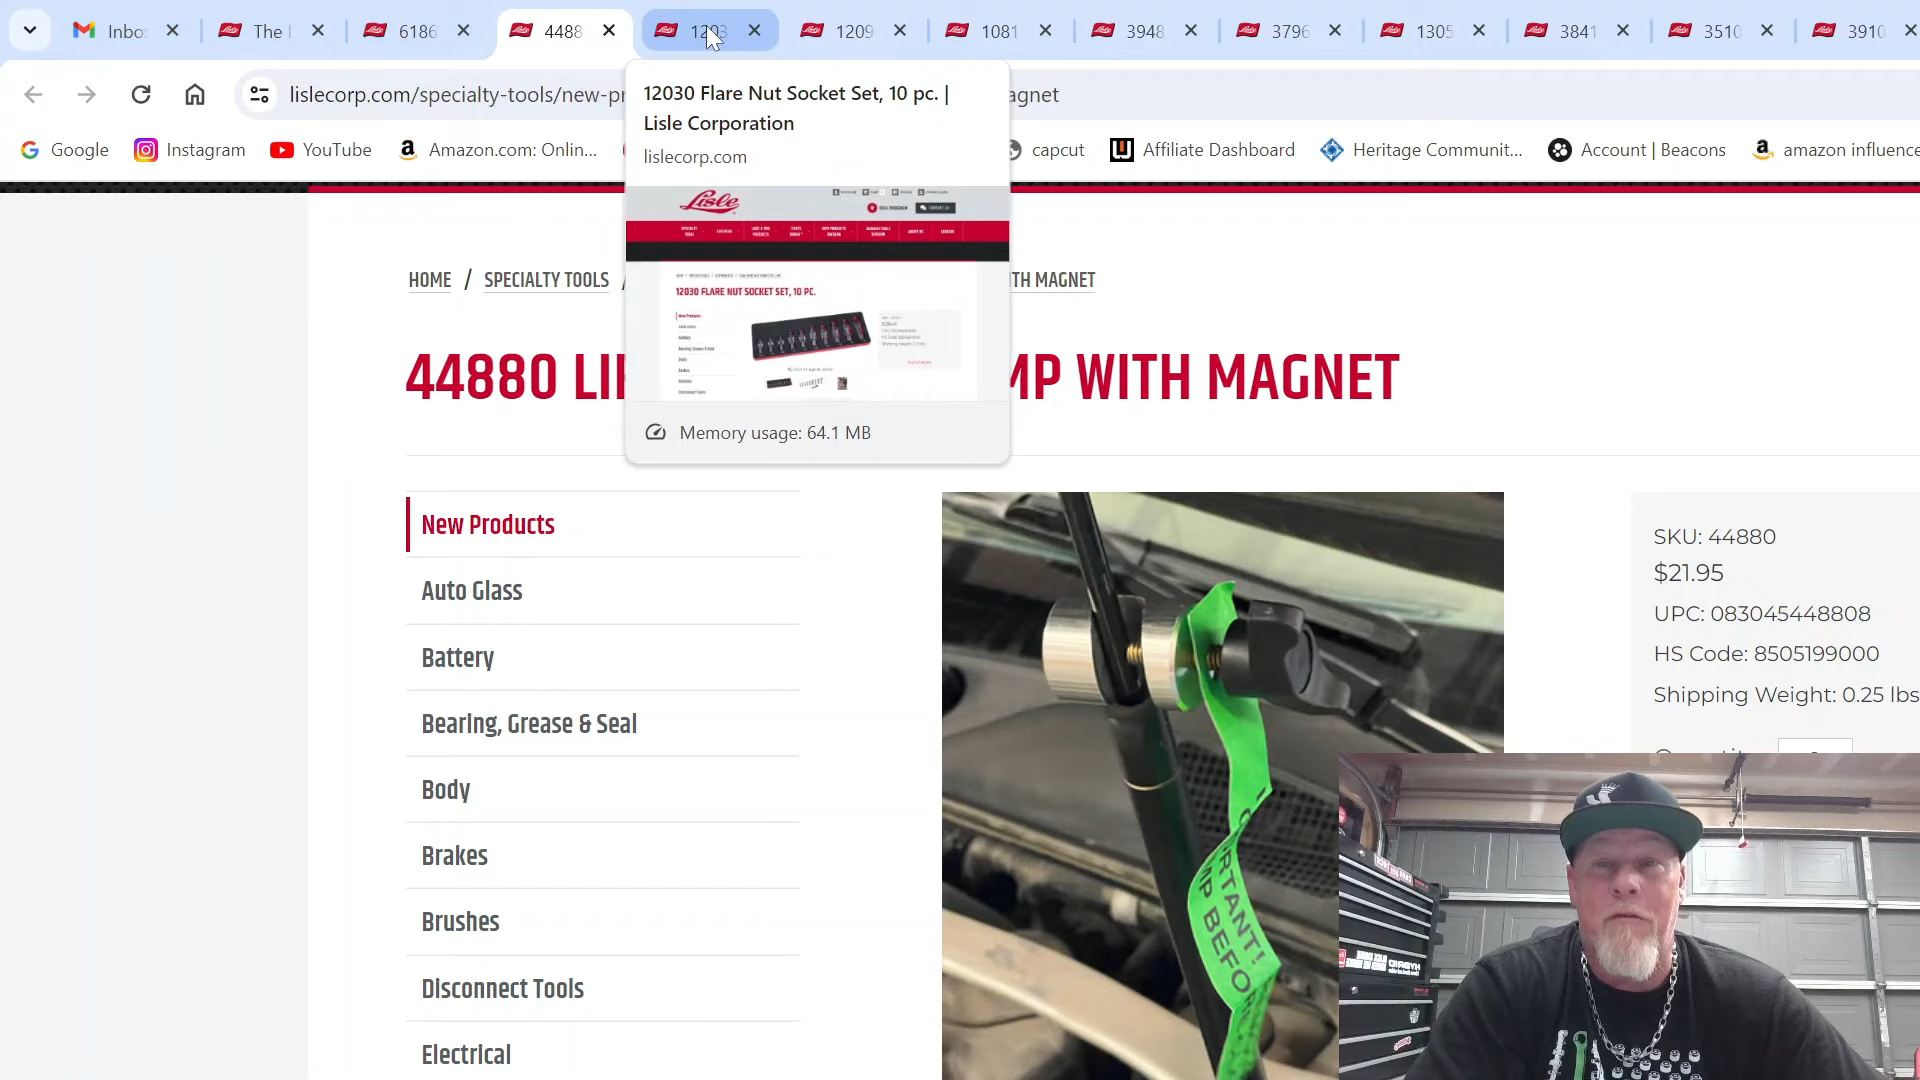 Inbo
The
6186
4488
1203
1209
1081
3948
3796
1305
3841
3510
3910
lislecorp.com/specialty-tools/new-pr
agnet
Google
Instagram
YouTube
Amazon.com: Onlin...
capcut
Affiliate Dashboard
Heritage Communit...
Account | Beacons
amazon influence
12030 Flare Nut Socket Set, 10 pc. |
Lisle Corporation
lislecorp.com
Lisle
12030 FLARE NUT SOCKET SET, 10 PC.
Memory usage: 64.1 MB
HOME / SPECIALTY TOOLS /
TH MAGNET
44880 LI
MP WITH MAGNET
New Products
Auto Glass
Battery
Bearing, Grease & Seal
Body
Brakes
Brushes
Disconnect Tools
Electrical
SKU: 44880
$21.95
UPC: 083045448808
HS Code: 8505199000
Shipping Weight: 0.25 lbs
RTANT!
MP BEFO